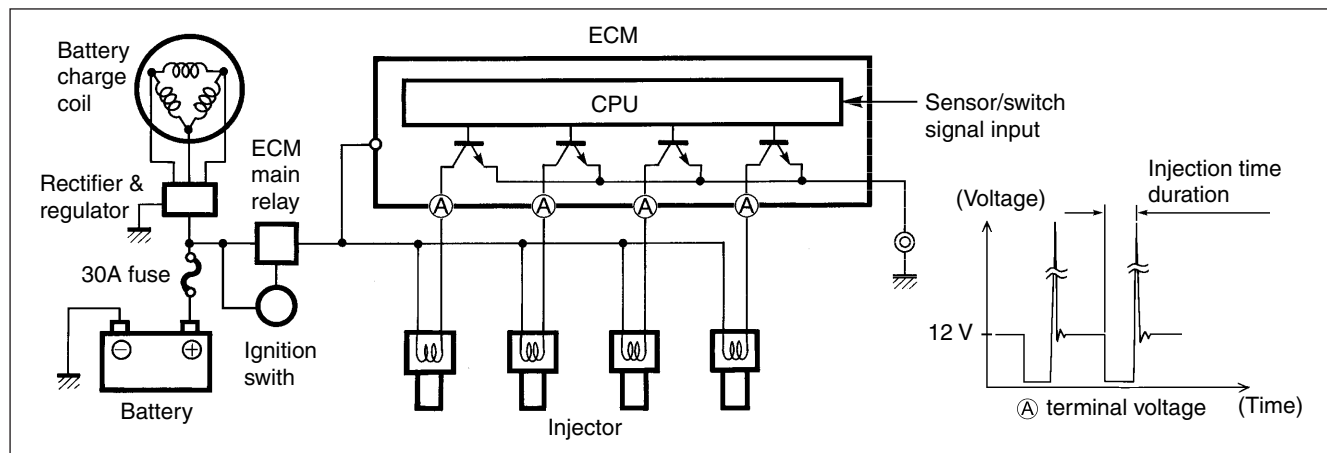 Battery
charge
coil
ECM
CPU
Sensor/switch
signal input
ECM
main
relay
Rectifier &
regulator
A A A A
30A fuse
− +
Ignition
swith
Battery
Injector
Injection time
duration
(Voltage)
12 V
A terminal voltage
(Time)